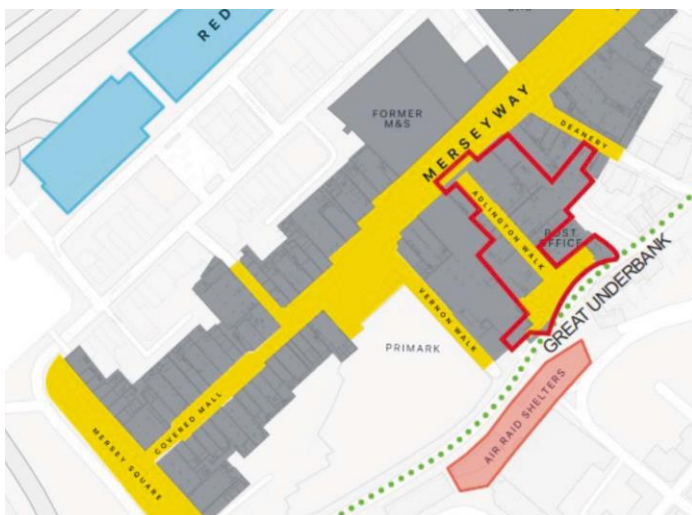 RED
FORMER
M&S
MERSEYWAY
DEANERY
ADLINGTON WALK
POST
OFFICE
VERNON WALK
GREAT UNDERBANK
PRIMARK
AIR RAID SHELTERS
COVERED MALL
MERSEY SQUARE